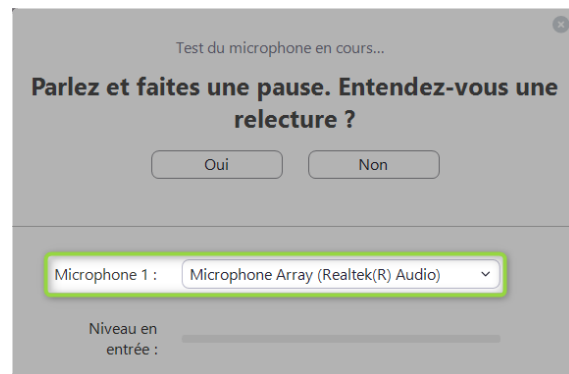 Test du microphone en cours...
Parlez et faites une pause. Entendez-vous une
relecture ?
Oui Non
Microphone 1 : Microphone Array (Realtek(R) Audio)
Niveau en
entrée :